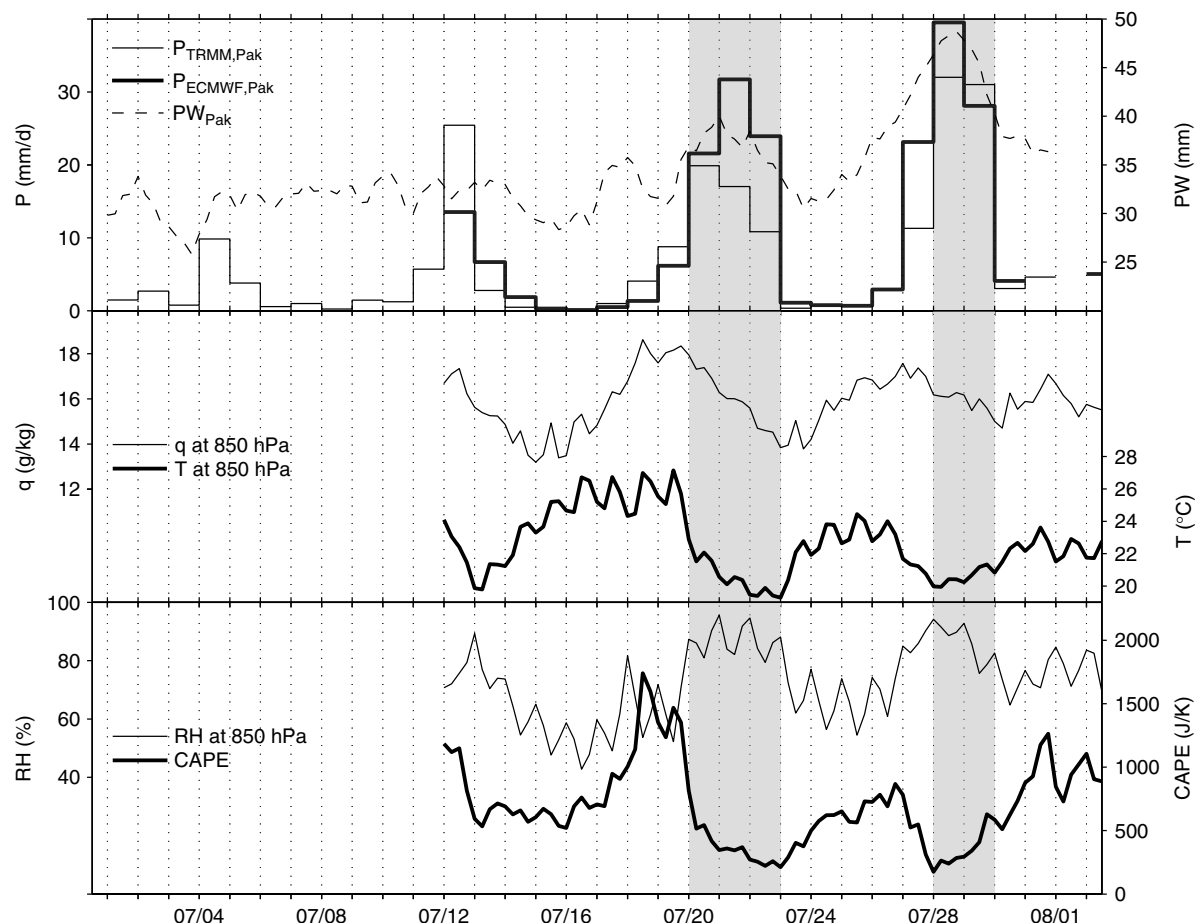 P (mm/d)
30
20
10
0
P_TRMM,Pak
P_ECMWF,Pak
PW_Pak
50
45
40
35
30
25
PW (mm)
q (g/kg)
18
16
14
12
q at 850 hPa
T at 850 hPa
28
26
24
22
20
T (°C)
RH (%)
100
80
60
40
RH at 850 hPa
CAPE
2000
1500
1000
500
0
CAPE (J/K)
07/04 07/08 07/12 07/16 07/20 07/24 07/28 08/01